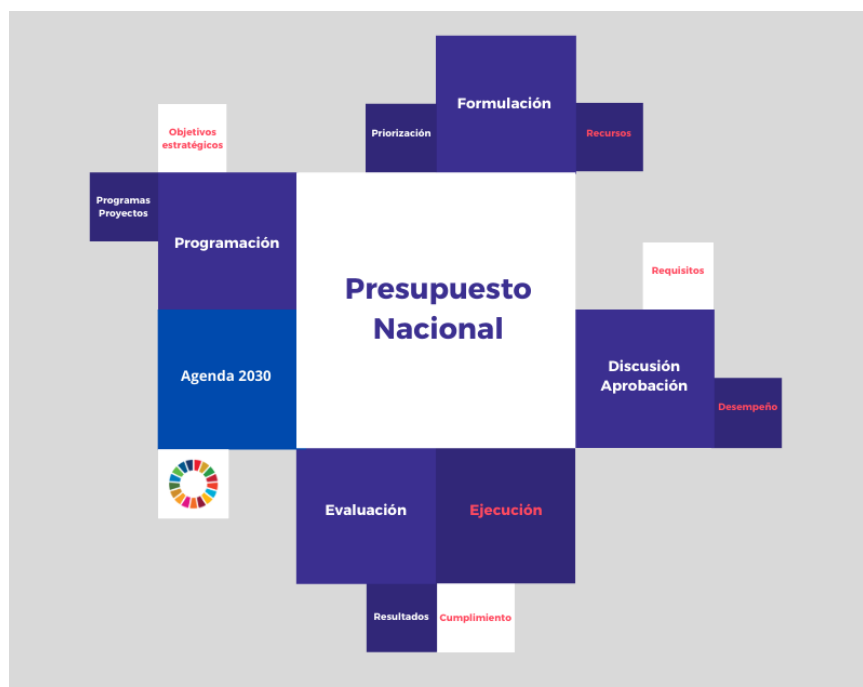 Formulación
Priorización
Recursos
Objetivos
estratégicos
Programas
Proyectos
Programación
Presupuesto
Nacional
Requisitos
Agenda 2030
Discusión
Aprobación
Desempeño
Evaluación
Ejecución
Resultados
Cumplimiento